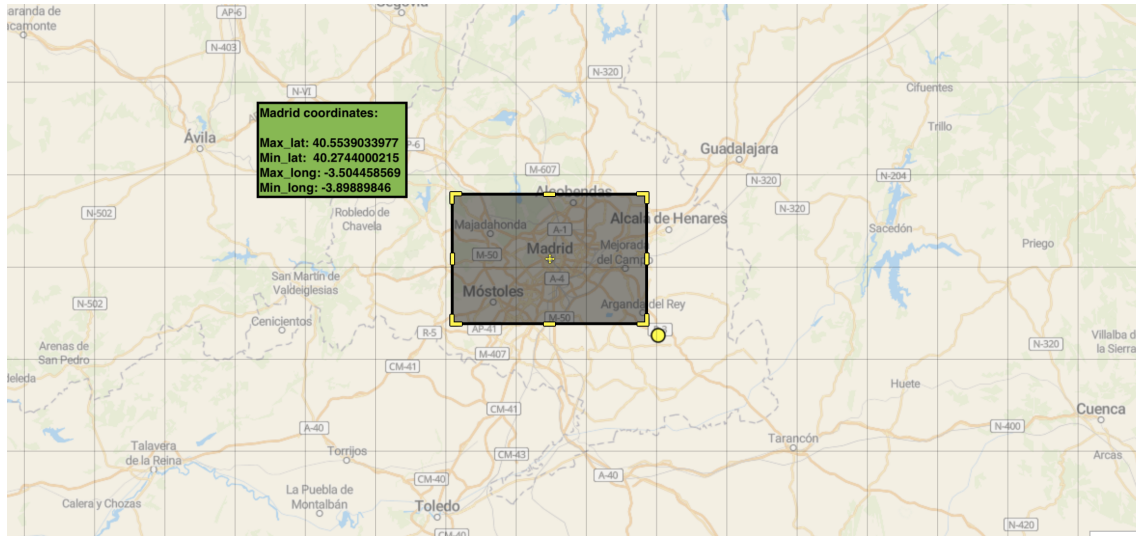 aranda de
acamonte
AP-6
Segovia
N-403
N-VI
N-320
Cifuentes
Madrid coordinates:
Max_lat: 40.5539033977
Min_lat: 40.2744000215
Max_long: -3.504458569
Min_long: -3.89889846
Ávila
P-6
Trillo
Guadalajara
M-607
N-320
N-204
Alcobendas
N-502
Robledo de
Chavela
N-320
Alcalá de Henares
Majadahonda
A-1
Sacedón
Madrid
Mejorada
del Campo
Priego
M-50
San Martín de
Valdeiglesias
A-4
Móstoles
N-502
Arganda del Rey
Cenicientos
M-50
R-5
AP-41
R-3
Villalba d
la Sierra
Arenas de
San Pedro
N-320
M-407
CM-41
deleda
Huete
CM-41
Cuenca
A-40
N-400
Talavera
de la Reina
Torrijos
CM-43
Tarancón
Arcas
CM-40
A-40
La Puebla de
Montalbán
Calera y Chozas
Toledo
N-420
CM-40